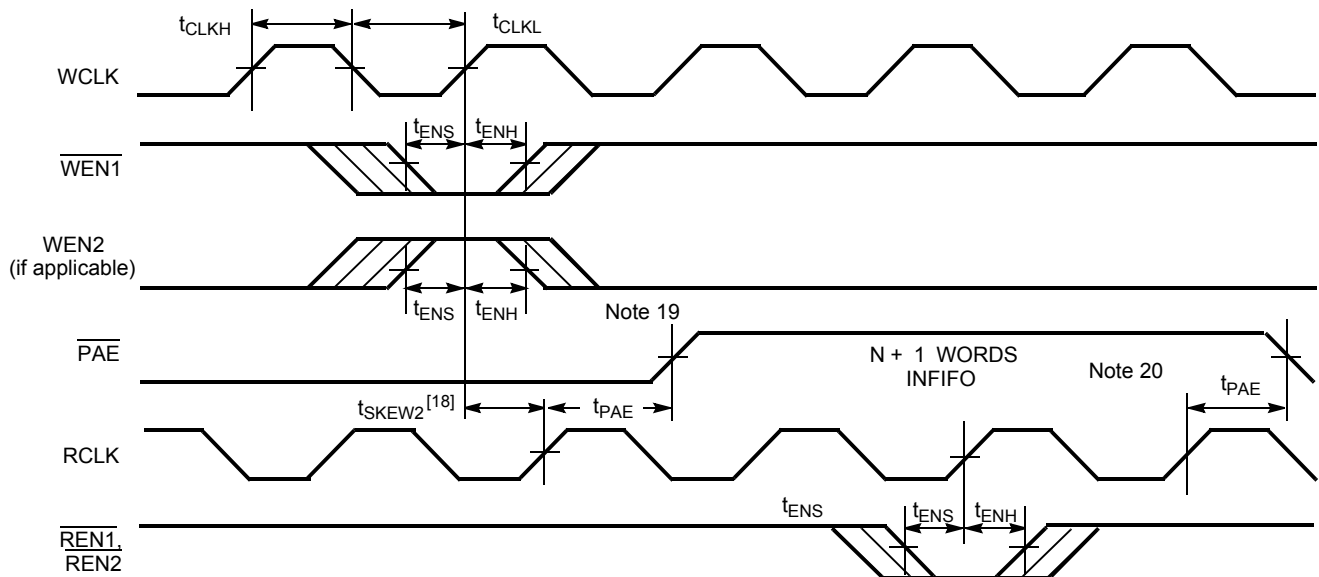 tCLKH
tCLKL
WCLK
tENS
tENH
WEN1
WEN2
(if applicable)
tENS
tENH
Note 19
PAE
N + 1 WORDS
INFIFO
Note 20
tPAE
tSKEW2[18]
tPAE
RCLK
tENS
tENS
tENH
REN1,
REN2